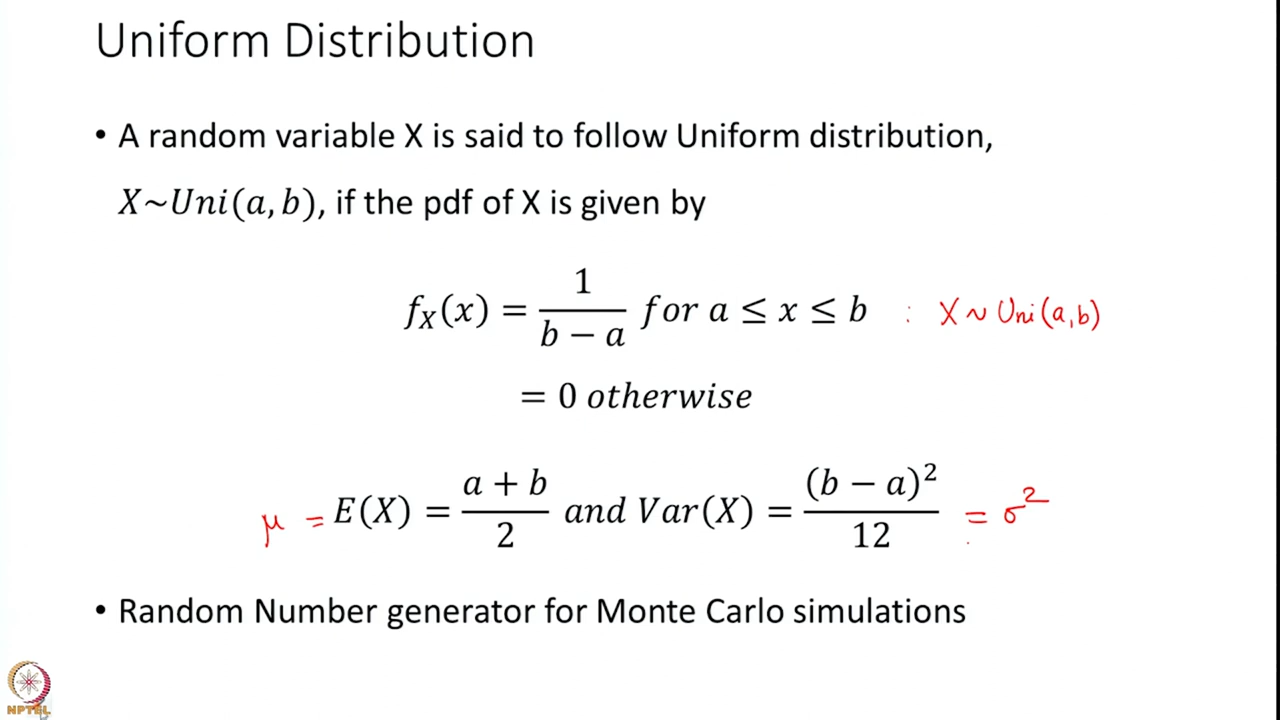 Uniform Distribution
• A random variable X is said to follow Uniform distribution,
X~Uni(a, b), if the pdf of X is given by
f_X(x) = 1/(b − a) for a ≤ x ≤ b : X ~ Uni(a,b)
= 0 otherwise
μ = E(X) = (a + b)/2 and Var(X) = (b − a)²/12 = σ²
• Random Number generator for Monte Carlo simulations
NPTEL